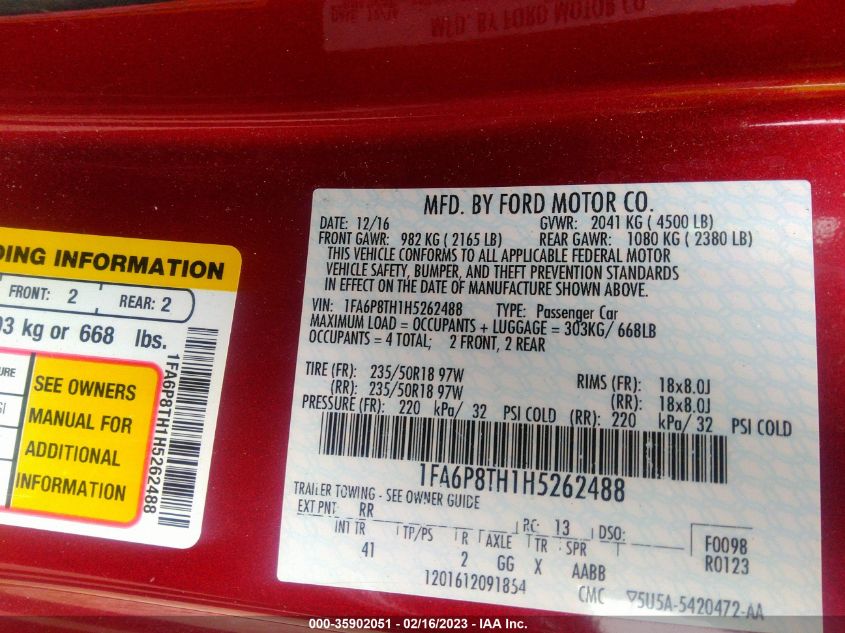 MFD. BY FORD MOTOR CO.
MFD. BY FORD MOTOR CO.
DATE: 12/16 GVWR: 2041 KG ( 4500 LB)
FRONT GAWR: 982 KG ( 2165 LB) REAR GAWR: 1080 KG ( 2380 LB)
THIS VEHICLE CONFORMS TO ALL APPLICABLE FEDERAL MOTOR
VEHICLE SAFETY, BUMPER, AND THEFT PREVENTION STANDARDS
IN EFFECT ON THE DATE OF MANUFACTURE SHOWN ABOVE.
VIN: 1FA6P8TH1H5262488 TYPE: Passenger Car
MAXIMUM LOAD = OCCUPANTS + LUGGAGE = 303KG/ 668LB
OCCUPANTS = 4 TOTAL; 2 FRONT, 2 REAR
TIRE (FR): 235/50R18 97W RIMS (FR): 18x8.0J
(RR): 235/50R18 97W (RR): 18x8.0J
PRESSURE (FR): 220 kPa/ 32 PSI COLD (RR): 220 kPa/ 32 PSI COLD
1FA6P8TH1H5262488
TRAILER TOWING - SEE OWNER GUIDE
EXT PNT: RR RC: 13 DSO:
INT TR TP/PS R AXLE TR SPR F0098
41 2 GG X AABB R0123
1201612091854 CMC 5U5A-5420472-AA
DING INFORMATION
FRONT: 2 REAR: 2
03 kg or 668 lbs.
SEE OWNERS
MANUAL FOR
ADDITIONAL
INFORMATION
1FA6P8TH1H5262488
000-35902051 - 02/16/2023 - IAA Inc.